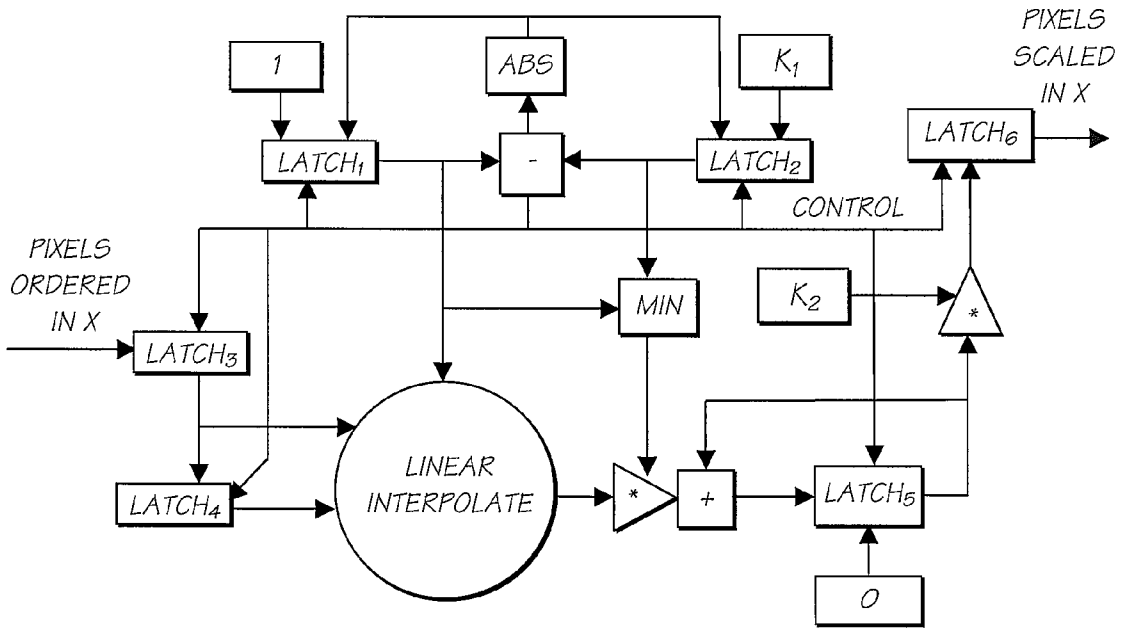 PIXELS
SCALED
IN X
1
ABS
K₁
LATCH₆
LATCH₁
-
LATCH₂
CONTROL
PIXELS
ORDERED
IN X
MIN
K₂
*
LATCH₃
LINEAR
INTERPOLATE
*
+
LATCH₅
LATCH₄
0